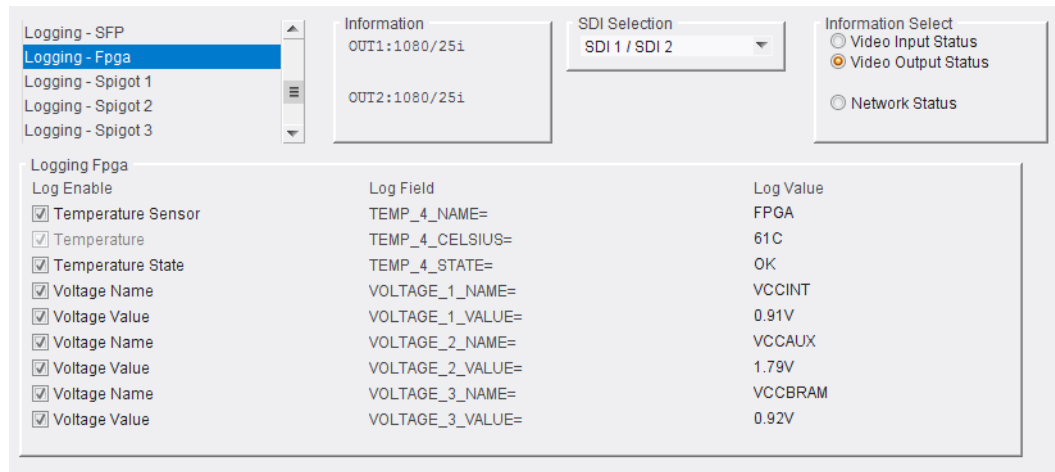 Logging - SFP
Logging - Fpga
Logging - Spigot 1
Logging - Spigot 2
Logging - Spigot 3
Information
OUT1:1080/25i
OUT2:1080/25i
SDI Selection
SDI 1 / SDI 2
Information Select
Video Input Status
Video Output Status
Network Status
Logging Fpga
Log Enable Log Field Log Value
Temperature Sensor TEMP_4_NAME= FPGA
Temperature TEMP_4_CELSIUS= 61C
Temperature State TEMP_4_STATE= OK
Voltage Name VOLTAGE_1_NAME= VCCINT
Voltage Value VOLTAGE_1_VALUE= 0.91V
Voltage Name VOLTAGE_2_NAME= VCCAUX
Voltage Value VOLTAGE_2_VALUE= 1.79V
Voltage Name VOLTAGE_3_NAME= VCCBRAM
Voltage Value VOLTAGE_3_VALUE= 0.92V